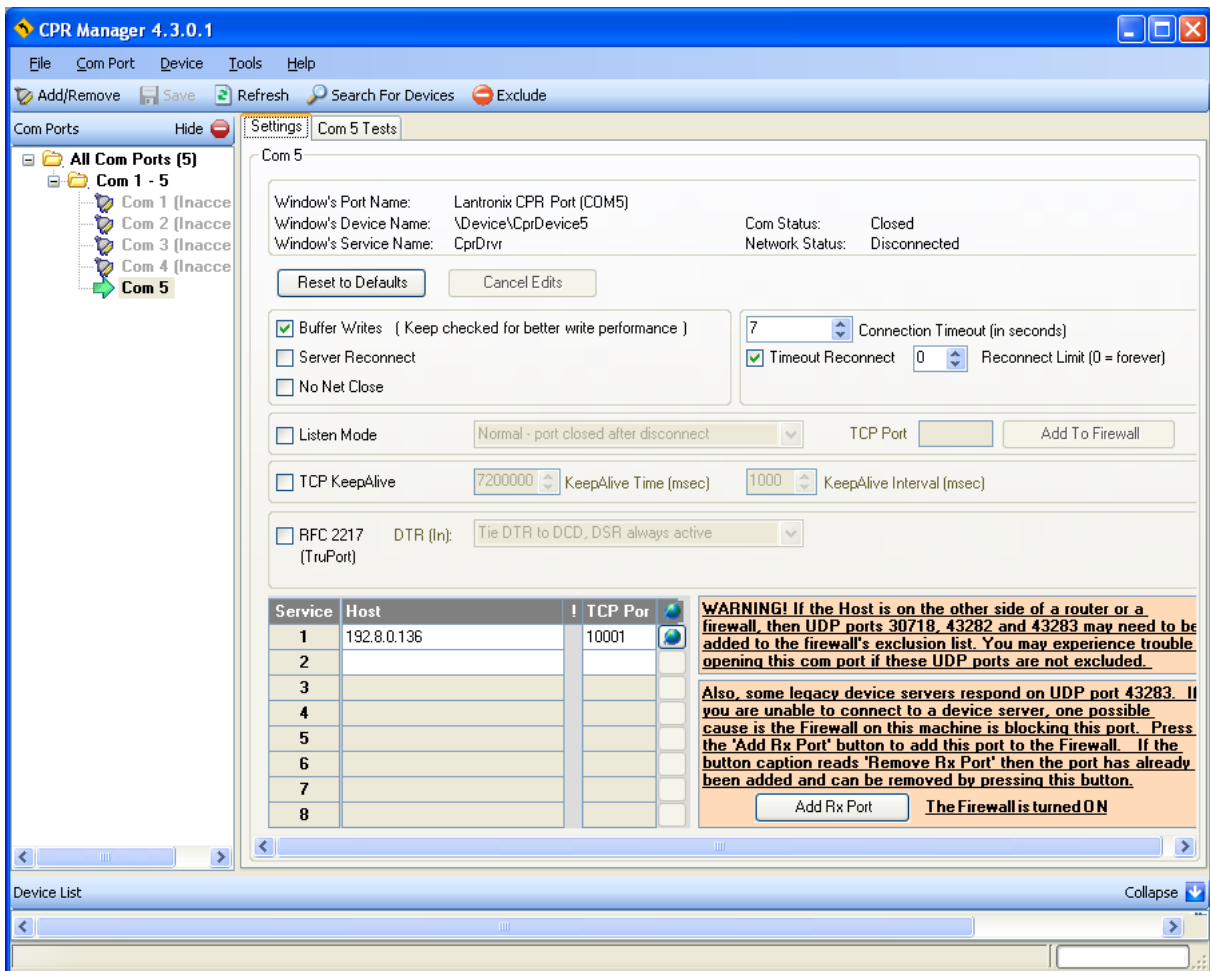 CPR Manager 4.3.0.1
File Com Port Device Tools Help
Add/Remove Save Refresh Search For Devices Exclude
Com Ports Hide
Settings Com 5 Tests
All Com Ports (5)
Com 1 - 5
Com 1 (Inacce
Com 2 (Inacce
Com 3 (Inacce
Com 4 (Inacce
Com 5
Com 5
Window's Port Name: Lantronix CPR Port (COM5)
Window's Device Name: \Device\CprDevice5 Com Status: Closed
Window's Service Name: CprDrvr Network Status: Disconnected
Reset to Defaults Cancel Edits
Buffer Writes ( Keep checked for better write performance )
Server Reconnect
No Net Close
7 Connection Timeout (in seconds)
Timeout Reconnect 0 Reconnect Limit (0 = forever)
Listen Mode Normal - port closed after disconnect TCP Port Add To Firewall
TCP KeepAlive 7200000 KeepAlive Time (msec) 1000 KeepAlive Interval (msec)
RFC 2217 DTR (In): Tie DTR to DCD, DSR always active
(TruPort)
Service Host ! TCP Por
1 192.8.0.136 10001
2
3
4
5
6
7
8
WARNING! If the Host is on the other side of a router or a
firewall, then UDP ports 30718, 43282 and 43283 may need to be
added to the firewall's exclusion list. You may experience trouble
opening this com port if these UDP ports are not excluded.
Also, some legacy device servers respond on UDP port 43283. If
you are unable to connect to a device server, one possible
cause is the Firewall on this machine is blocking this port. Press
the 'Add Rx Port' button to add this port to the Firewall. If the
button caption reads 'Remove Rx Port' then the port has already
been added and can be removed by pressing this button.
Add Rx Port The Firewall is turned ON
Device List Collapse